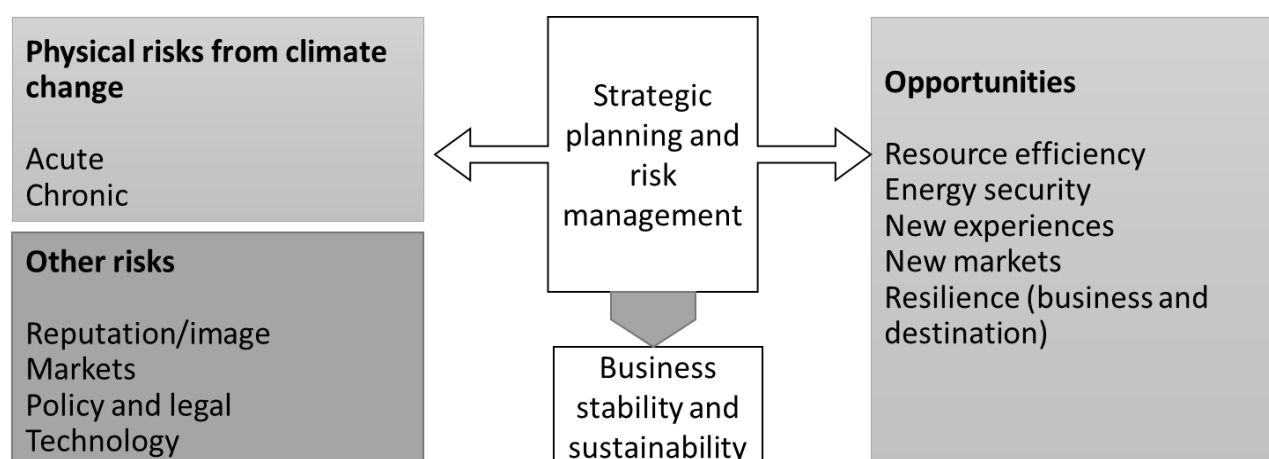 Physical risks from climate
change
Acute
Chronic
Other risks
Reputation/image
Markets
Policy and legal
Technology
Strategic
planning and
risk
management
Business
stability and
sustainability
Opportunities
Resource efficiency
Energy security
New experiences
New markets
Resilience (business and
destination)